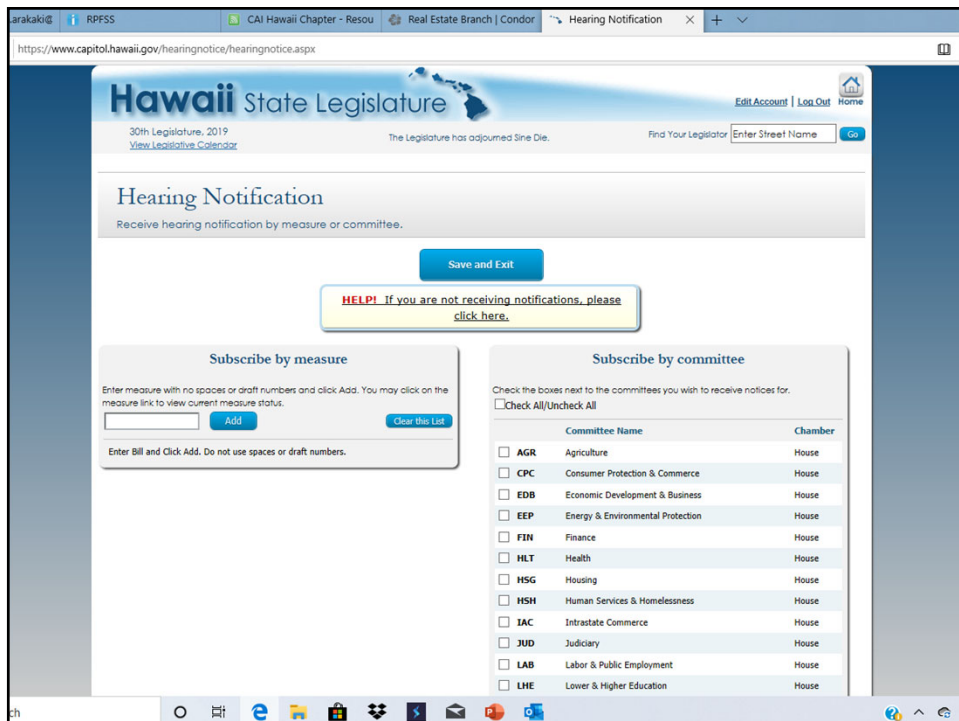 .arakaki@ RPFSS CAI Hawaii Chapter - Resou Real Estate Branch | Condor Hearing Notification
https://www.capitol.hawaii.gov/hearingnotice/hearingnotice.aspx
Hawaii State Legislature
Edit Account | Log Out Home
30th Legislature, 2019
View Legislative Calendar
The Legislature has adjourned Sine Die.
Find Your Legislator Enter Street Name Go
Hearing Notification
Receive hearing notification by measure or committee.
Save and Exit
HELP! If you are not receiving notifications, please
click here.
Subscribe by measure
Enter measure with no spaces or draft numbers and click Add. You may click on the
measure link to view current measure status.
Add Clear this List
Enter Bill and Click Add. Do not use spaces or draft numbers.
Subscribe by committee
Check the boxes next to the committees you wish to receive notices for.
Check All/Uncheck All
Committee Name Chamber
AGR Agriculture House
CPC Consumer Protection & Commerce House
EDB Economic Development & Business House
EEP Energy & Environmental Protection House
FIN Finance House
HLT Health House
HSG Housing House
HSH Human Services & Homelessness House
IAC Intrastate Commerce House
JUD Judiciary House
LAB Labor & Public Employment House
LHE Lower & Higher Education House
ch